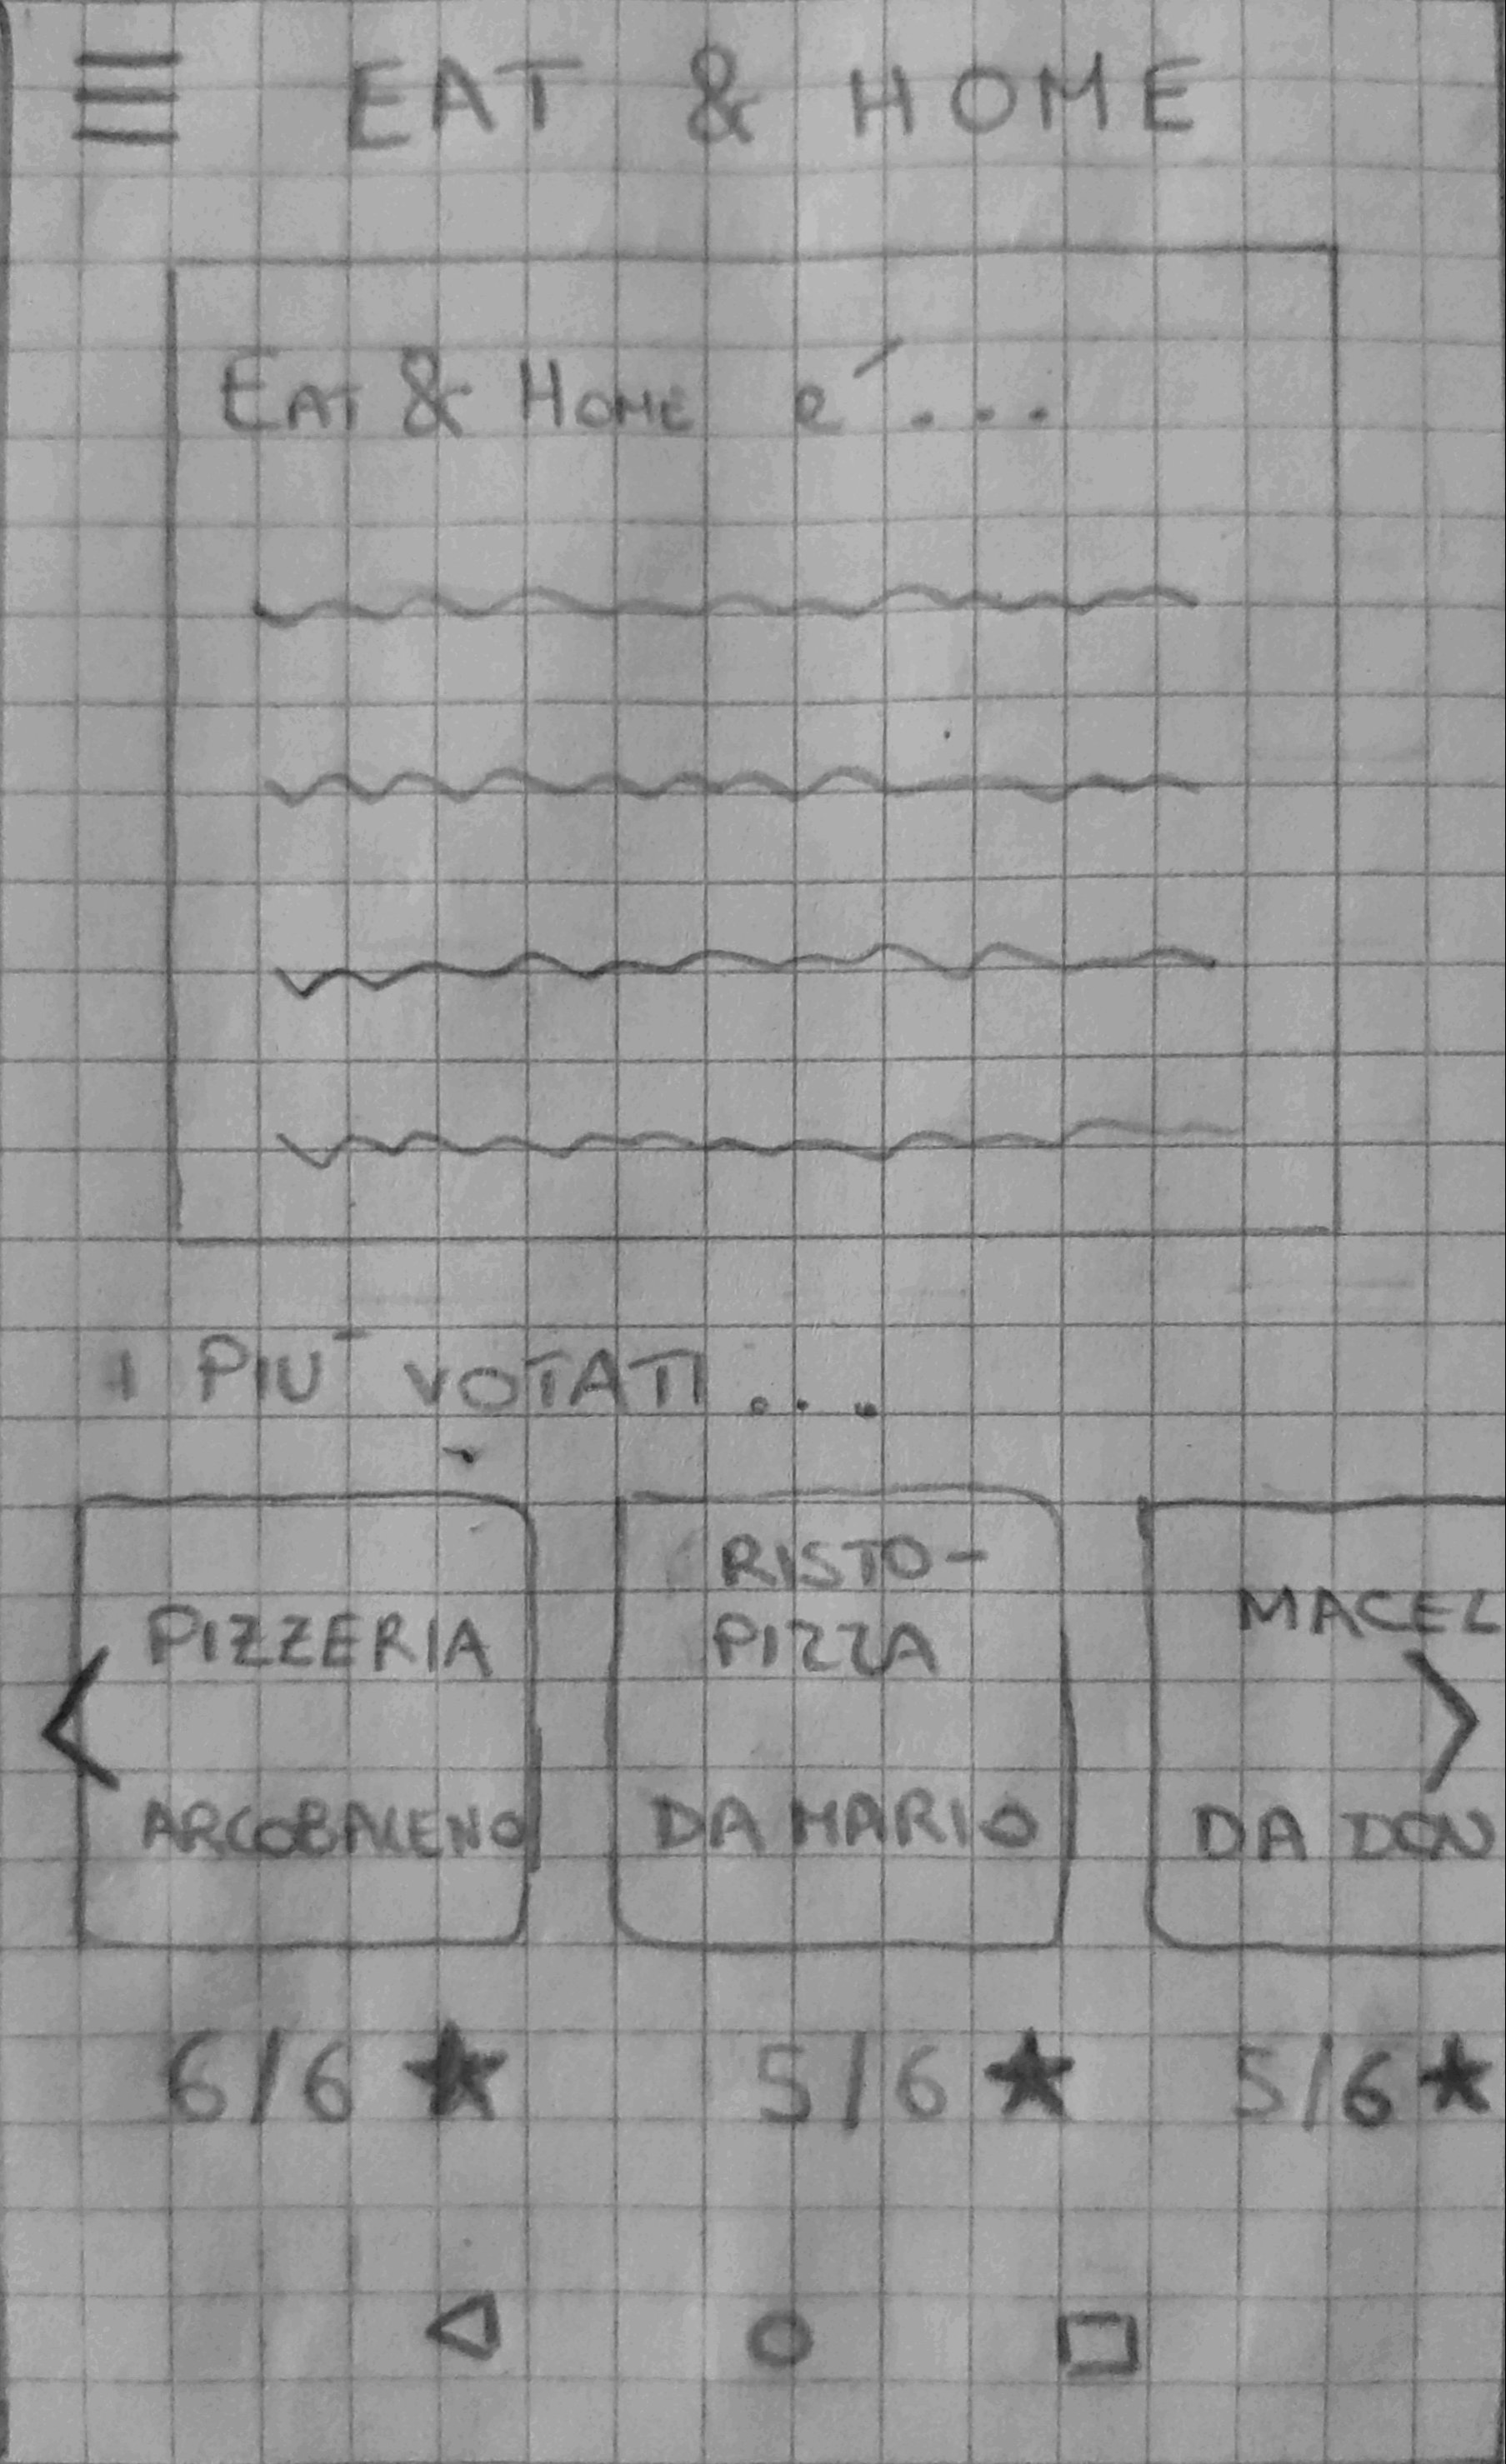 EAT & HOME
EAT & HOME e´...
I PIU´ VOTATI...
PIZZERIA
ARCOBALENO
RISTO-
PIZZA
DA MARIO
MACEL
DA DON
6/6 ★
5/6 ★
5/6 ★